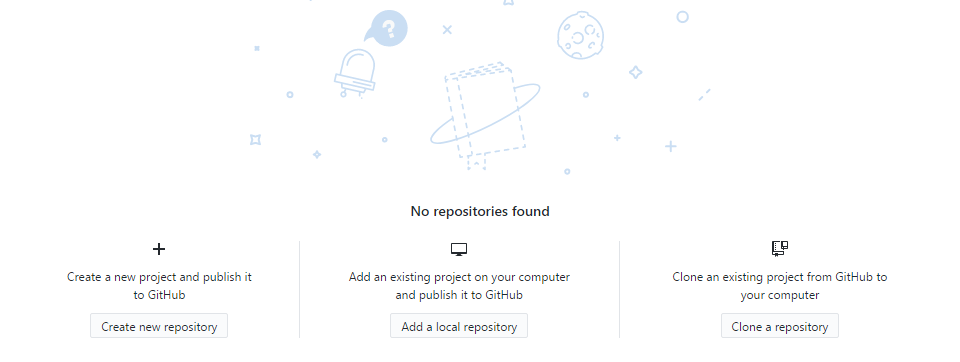 ?
No repositories found
Create a new project and publish it
to GitHub
Create new repository
Add an existing project on your computer
and publish it to GitHub
Add a local repository
Clone an existing project from GitHub to
your computer
Clone a repository